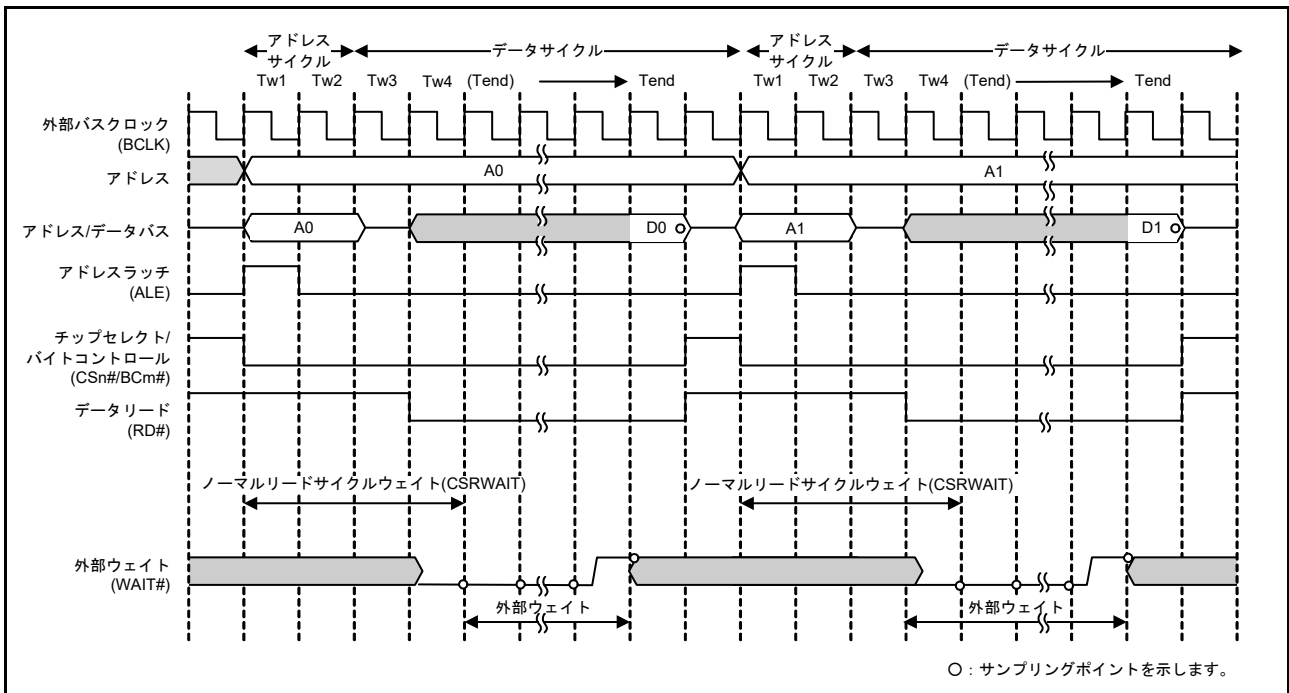 アドレス
サイクル
データサイクル
アドレス
サイクル
データサイクル
Tw1 Tw2 Tw3 Tw4 (Tend) Tend Tw1 Tw2 Tw3 Tw4 (Tend) Tend
外部バスクロック
(BCLK)
アドレス
A0 A1
アドレス/データバス
A0 D0 A1 D1
アドレスラッチ
(ALE)
チップセレクト/
バイトコントロール
(CSn#/BCm#)
データリード
(RD#)
ノーマルリードサイクルウェイト(CSRWAIT) ノーマルリードサイクルウェイト(CSRWAIT)
外部ウェイト
(WAIT#)
外部ウェイト 外部ウェイト
○：サンプリングポイントを示します。